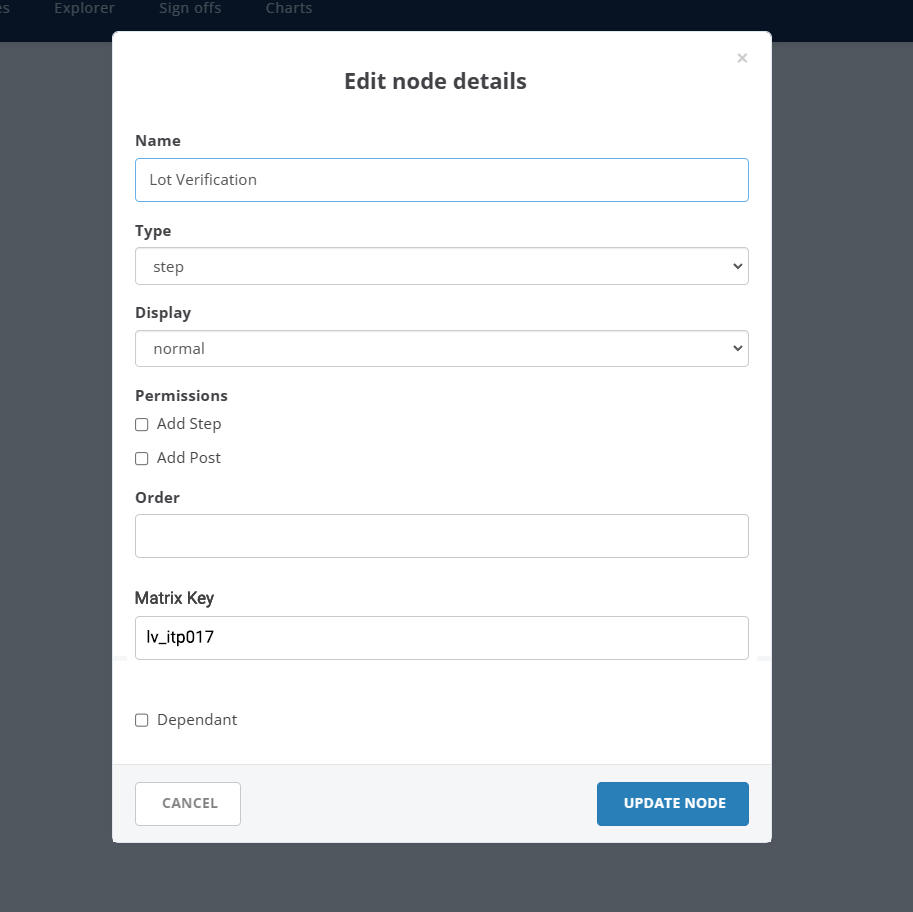 es Explorer Sign offs Charts
×
Edit node details
Name
Lot Verification
Type
step
Display
normal
Permissions
Add Step
Add Post
Order
Matrix Key
lv_itp017
Dependant
CANCEL UPDATE NODE